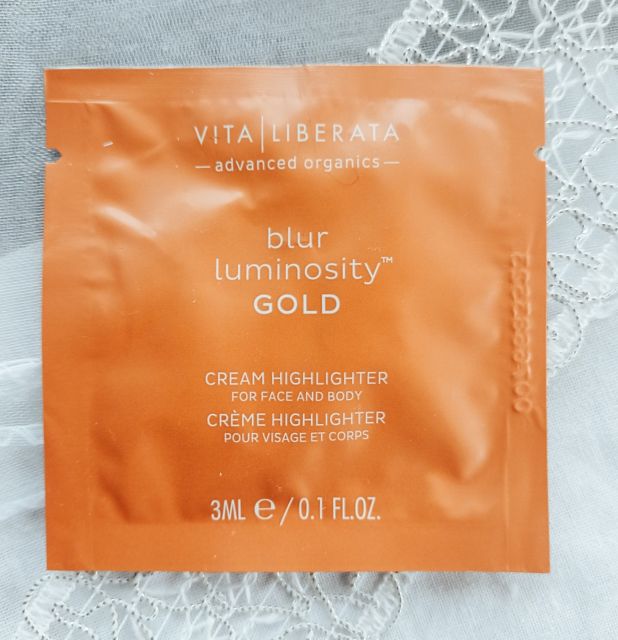 V!TA|LIBERATA
—advanced organics—
blur
luminosity™
GOLD
CREAM HIGHLIGHTER
FOR FACE AND BODY
CRÈME HIGHLIGHTER
POUR VISAGE ET CORPS
3ML ℮/0.1 FL.OZ.